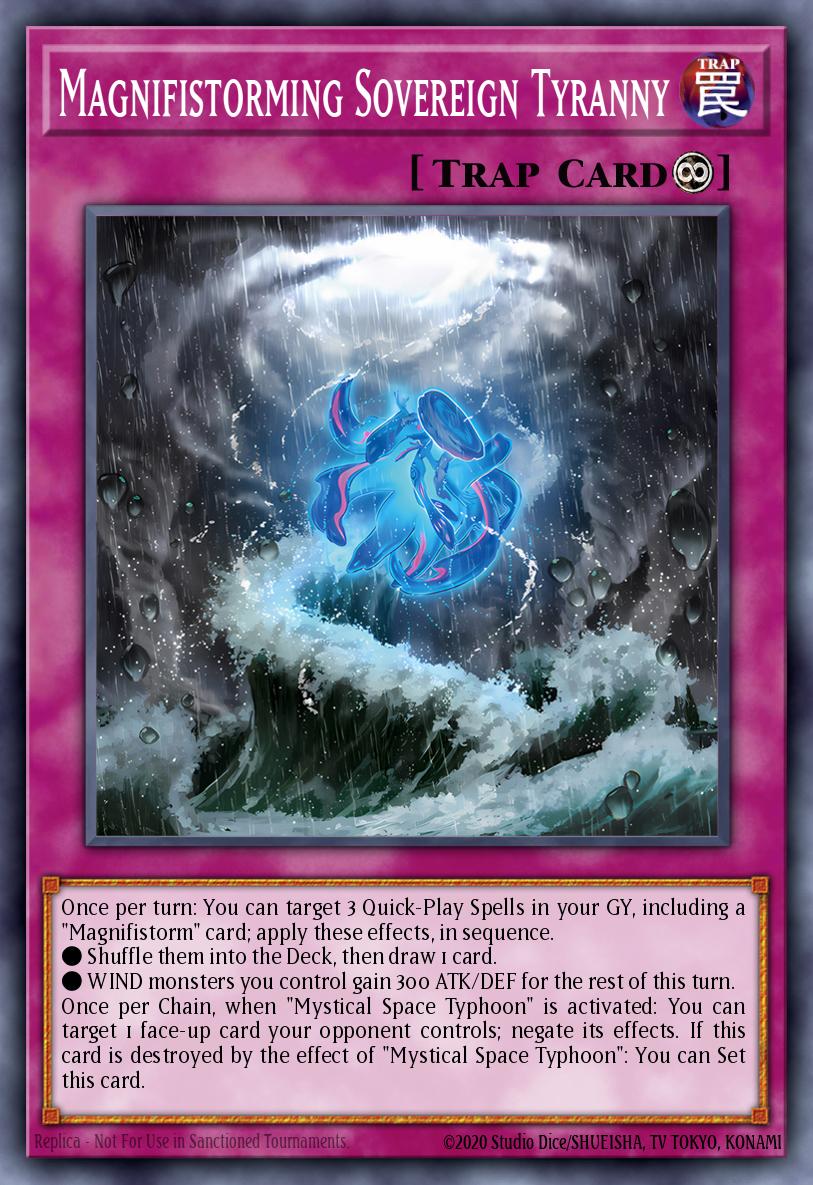 Magnifistorming Sovereign Tyranny
TRAP
罠
[ Trap Card ]
Once per turn: You can target 3 Quick-Play Spells in your GY, including a
"Magnifistorm" card; apply these effects, in sequence.
● Shuffle them into the Deck, then draw 1 card.
● WIND monsters you control gain 300 ATK/DEF for the rest of this turn.
Once per Chain, when "Mystical Space Typhoon" is activated: You can
target 1 face-up card your opponent controls; negate its effects. If this
card is destroyed by the effect of "Mystical Space Typhoon": You can Set
this card.
Replica - Not For Use in Sanctioned Tournaments.
©2020 Studio Dice/SHUEISHA, TV TOKYO, KONAMI